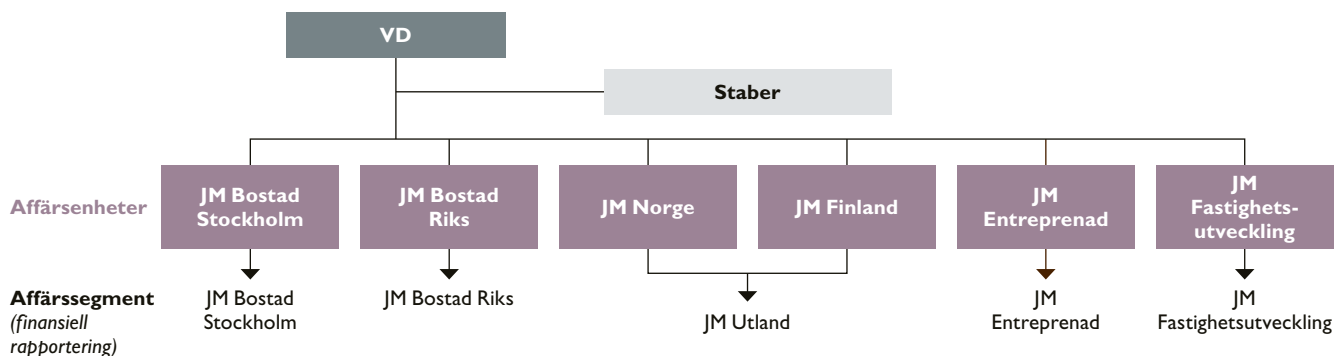 VD
Staber
Affärsenheter
JM Bostad
Stockholm
JM Bostad
Riks
JM Norge
JM Finland
JM
Entreprenad
JM
Fastighets-
utveckling
Affärssegment
(finansiell
rapportering)
JM Bostad
Stockholm
JM Bostad Riks
JM Utland
JM
Entreprenad
JM
Fastighetsutveckling